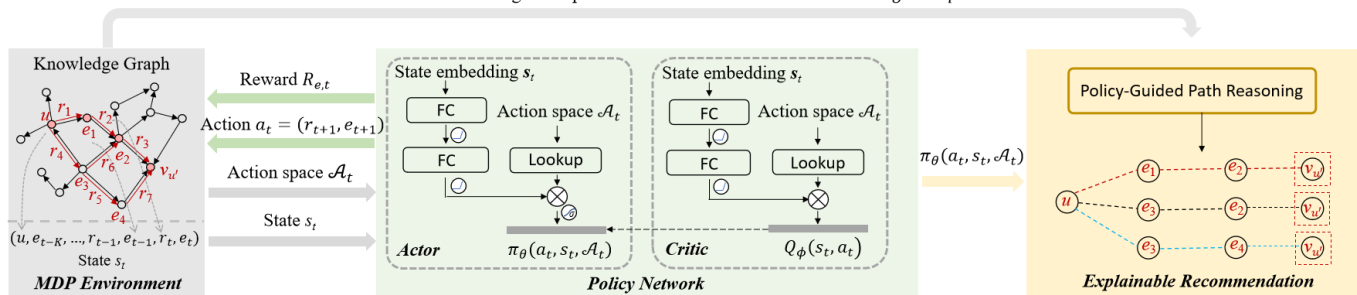 Knowledge Graph
u
r₁
e₁
r₂
r₃
e₂
r₄
r₆
v_{u'}
e₃
r₅
r₇
e₄
(u, e_{t−K}, ..., r_{t−1}, e_{t−1}, r_t, e_t)
State s_t
MDP Environment
Reward R_{e,t}
Action a_t = (r_{t+1}, e_{t+1})
Action space 𝒜_t
State s_t
State embedding s_t
FC
Action space 𝒜_t
FC
Lookup
Actor
π_θ(a_t, s_t, 𝒜_t)
State embedding s_t
FC
Action space 𝒜_t
FC
Lookup
Critic
Q_ϕ(s_t, a_t)
Policy Network
π_θ(a_t, s_t, 𝒜_t)
Policy-Guided Path Reasoning
e₁ e₂ v_{u'}
u
e₃ e₂ v_{u'}
e₃ e₄ v_{u'}
Explainable Recommendation